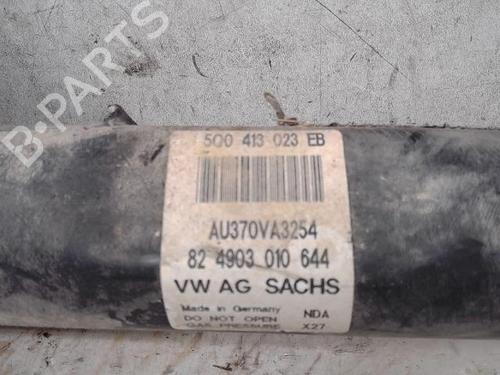 B-PARTS
5Q0 413 023 EB
AU370VA3254
82 4903 010 644
VW AG SACHS
Made in Germany NDA
DO NOT OPEN
GAS PRESSURE X27